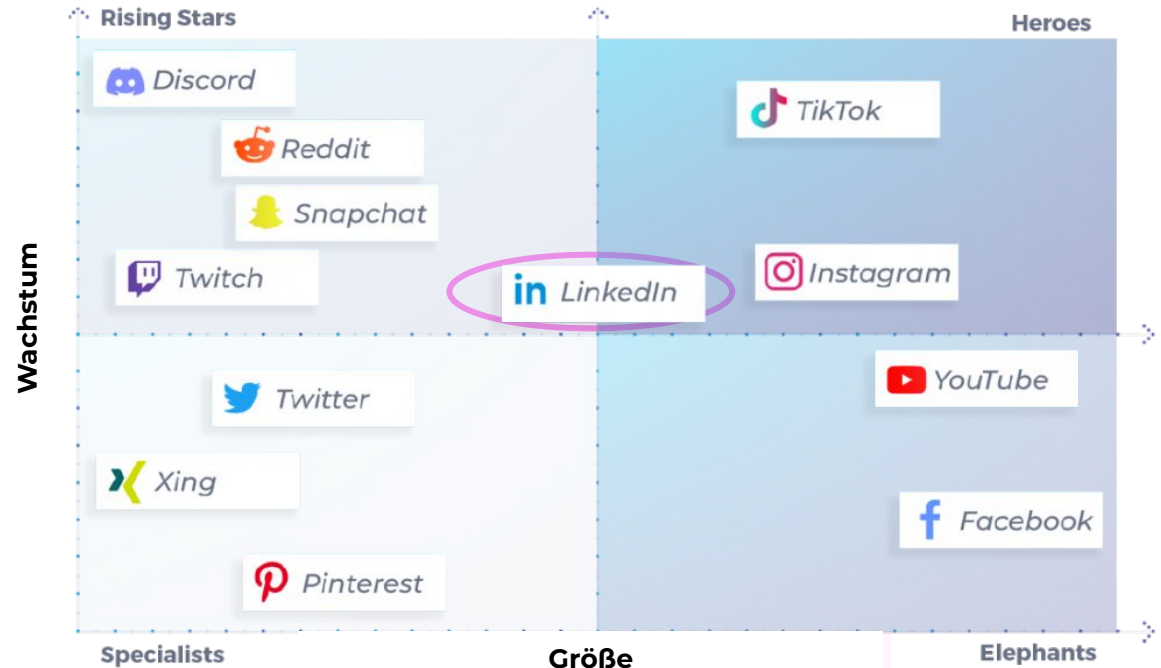 Rising Stars
Heroes
Discord
TikTok
Reddit
Snapchat
Twitch
in LinkedIn
Instagram
Wachstum
YouTube
Twitter
Xing
Facebook
Pinterest
Specialists
Größe
Elephants